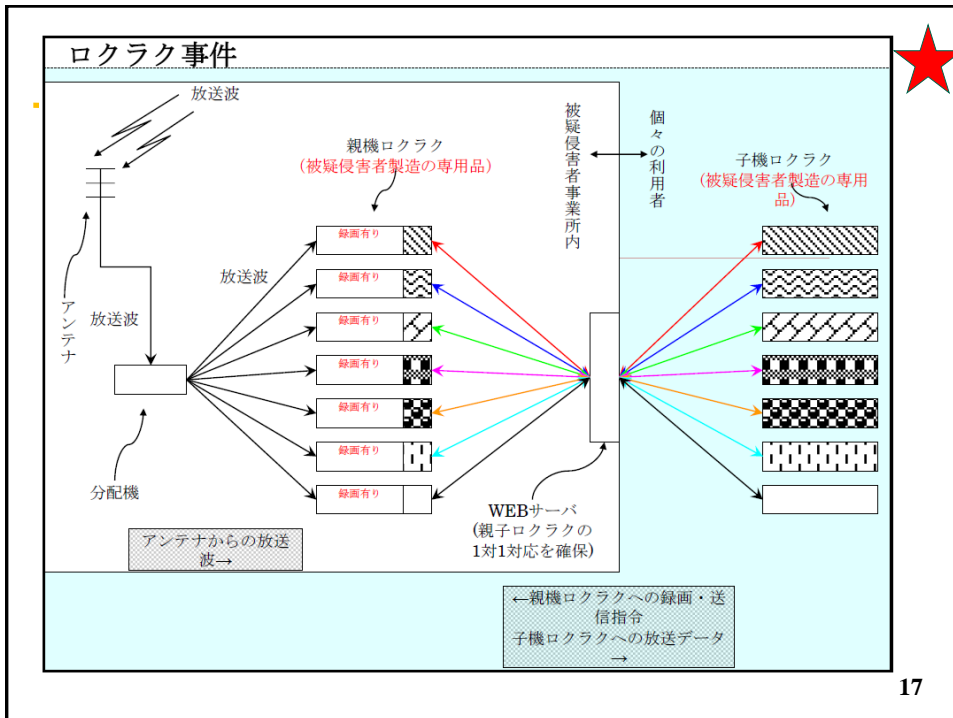 ロクラク事件
放送波
親機ロクラク
(被疑侵害者製造の専用品)
被疑侵害者事業所内
個々の利用者
子機ロクラク
(被疑侵害者製造の専用
品)
アンテナ
放送波
放送波
録画有り
録画有り
録画有り
録画有り
録画有り
録画有り
録画有り
分配機
WEBサーバ
(親子ロクラクの
1対1対応を確保)
アンテナからの放送
波→
←親機ロクラクへの録画・送
信指令
子機ロクラクへの放送データ
→
17